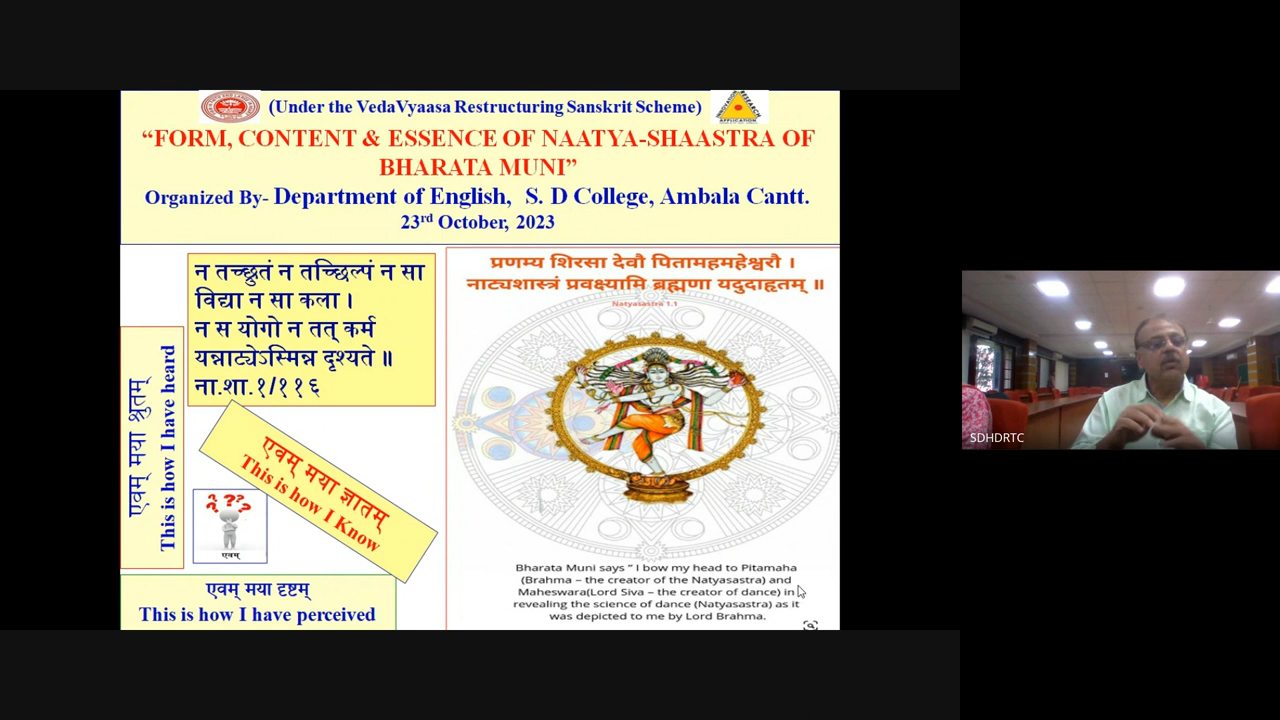 (Under the VedaVyaasa Restructuring Sanskrit Scheme)
“FORM, CONTENT & ESSENCE OF NAATYA-SHAASTRA OF
BHARATA MUNI”
Organized By- Department of English, S. D College, Ambala Cantt.
23rd October, 2023
न तच्छ्रुतं न तच्छिल्पं न सा
विद्या न सा कला ।
न स योगो न तत् कर्म
यन्नाट्येऽस्मिन्न दृश्यते ॥
ना.शा.१/११६
एवम् मया श्रुतम्
This is how I have heard
एवम् मया ज्ञातम्
This is how I Know
? ?? ?
एवम्
एवम् मया दृष्टम्
This is how I have perceived
प्रणम्य शिरसा देवौ पितामहमहेश्वरौ ।
नाट्यशास्त्रं प्रवक्ष्यामि ब्रह्मणा यदुदाहृतम् ॥
Natyasastra 1.1
Bharata Muni says “ I bow my head to Pitamaha
(Brahma – the creator of the Natyasastra) and
Maheswara(Lord Siva – the creator of dance) in
revealing the science of dance (Natyasastra) as it
was depicted to me by Lord Brahma.
SDHDRTC